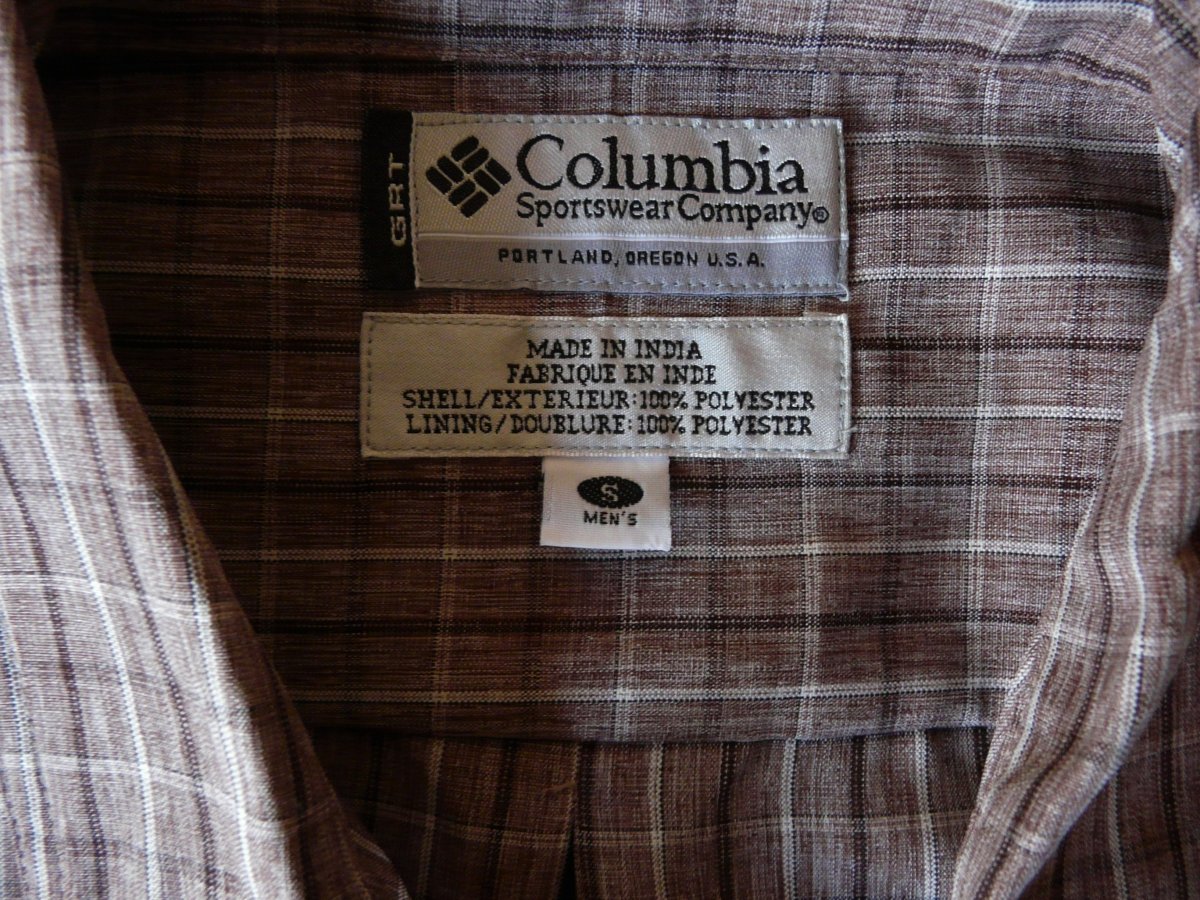 GRT
Columbia
Sportswear Company®
PORTLAND, OREGON U.S.A.
MADE IN INDIA
FABRIQUE EN INDE
SHELL/EXTERIEUR:100% POLYESTER
LINING/DOUBLURE:100% POLYESTER
S
MEN'S